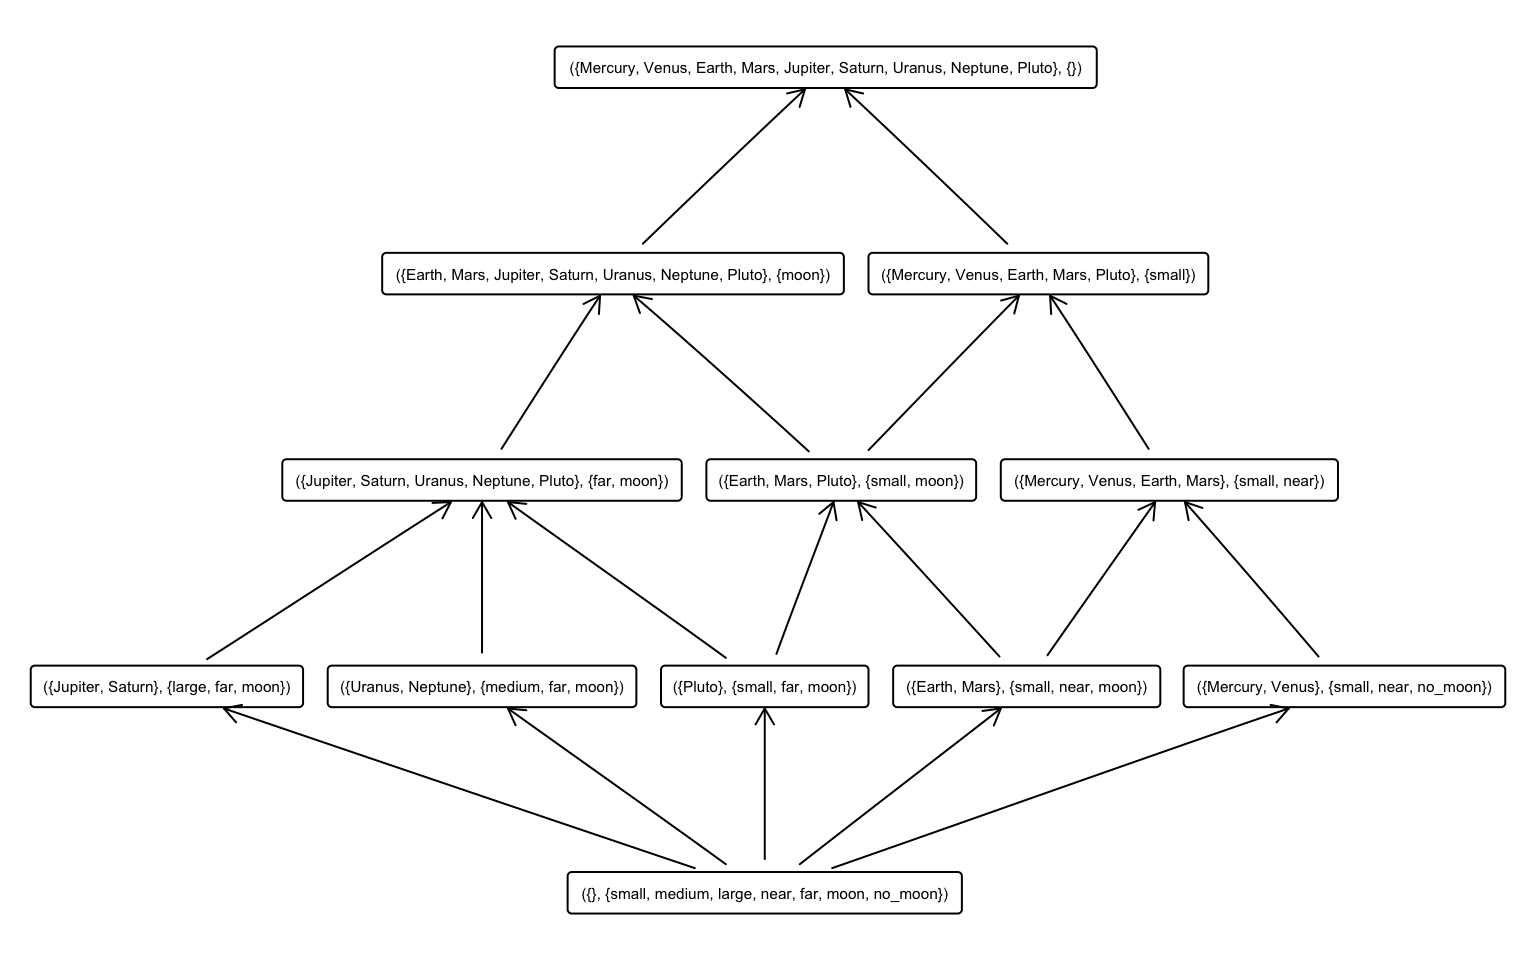 ({Mercury, Venus, Earth, Mars, Jupiter, Saturn, Uranus, Neptune, Pluto}, {})
({Earth, Mars, Jupiter, Saturn, Uranus, Neptune, Pluto}, {moon})
({Mercury, Venus, Earth, Mars, Pluto}, {small})
({Jupiter, Saturn, Uranus, Neptune, Pluto}, {far, moon})
({Earth, Mars, Pluto}, {small, moon})
({Mercury, Venus, Earth, Mars}, {small, near})
({Jupiter, Saturn}, {large, far, moon})
({Uranus, Neptune}, {medium, far, moon})
({Pluto}, {small, far, moon})
({Earth, Mars}, {small, near, moon})
({Mercury, Venus}, {small, near, no_moon})
({}, {small, medium, large, near, far, moon, no_moon})